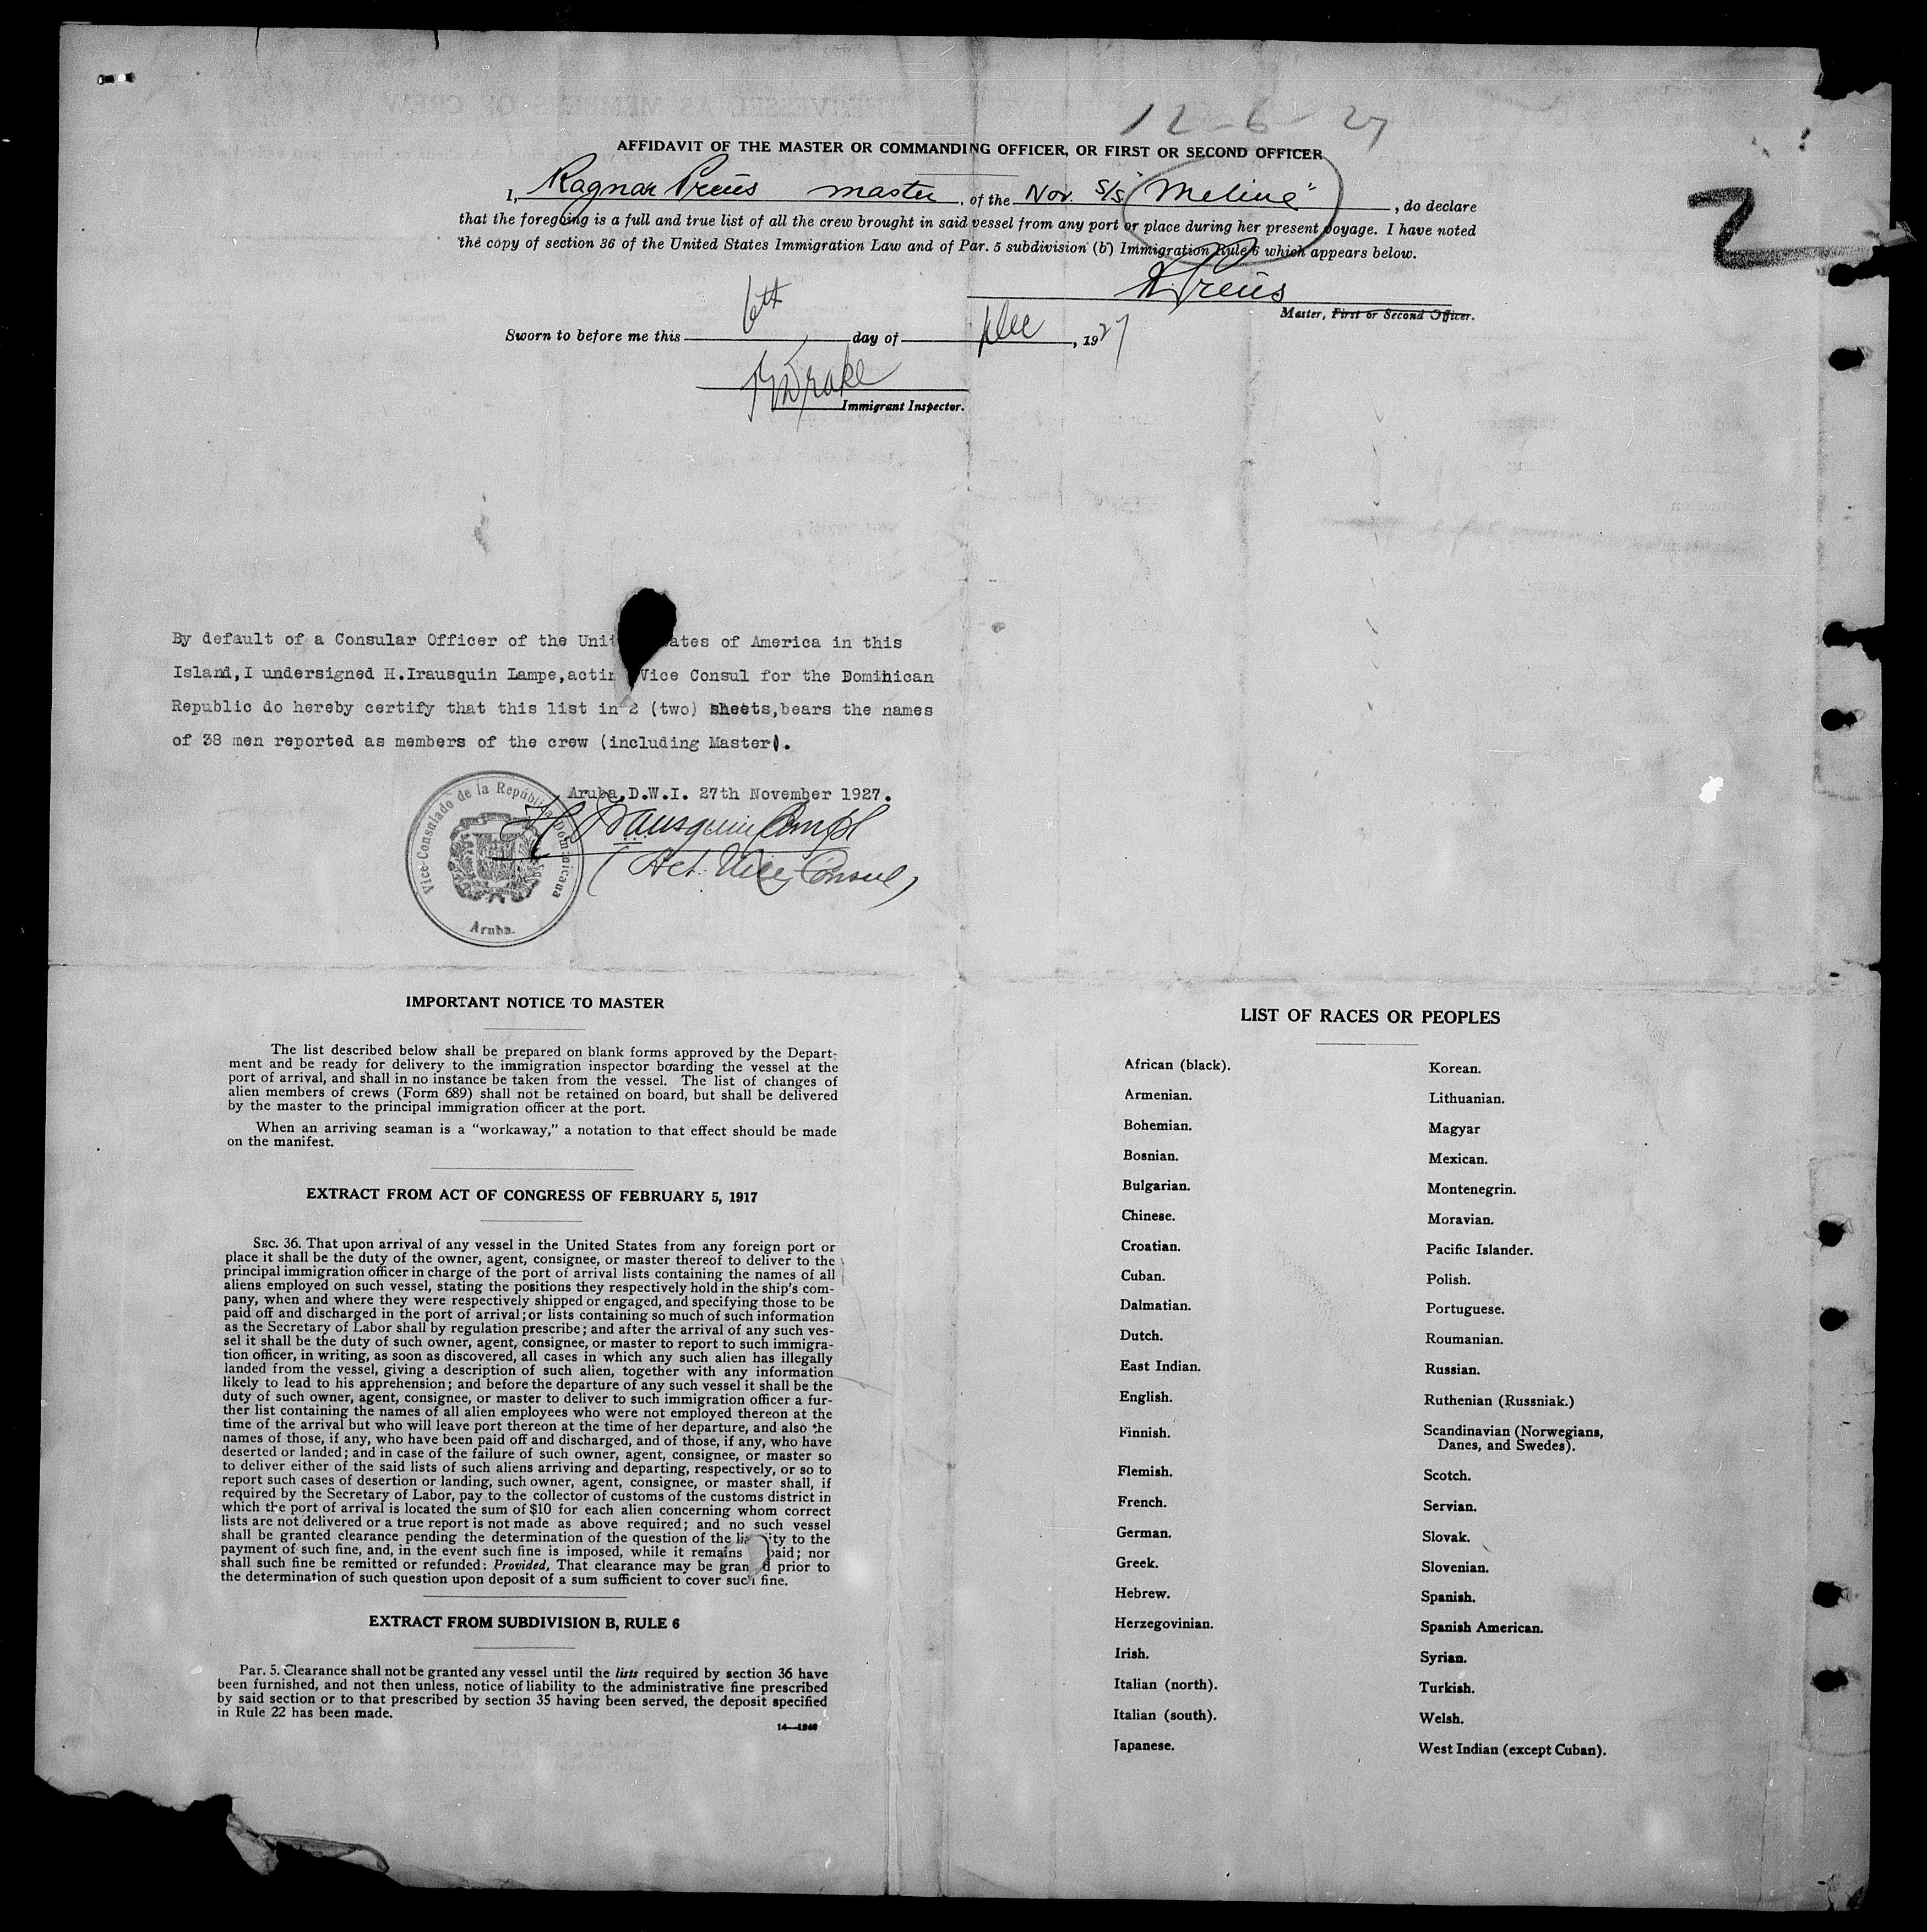 12-6-27
AFFIDAVIT OF THE MASTER OR COMMANDING OFFICER, OR FIRST OR SECOND OFFICER
I, Ragnar Preüs master, of the Nor. S/S. "Meline", do declare
that the foregoing is a full and true list of all the crew brought in said vessel from any port or place during her present voyage. I have noted
the copy of section 36 of the United States Immigration Law and of Par. 5 subdivision (b) Immigration Rule 6 which appears below.
2
R. Preüs
Master, First or Second Officer.
Sworn to before me this 6th day of Dec, 1927
Drake
Immigrant Inspector.
By default of a Consular Officer of the Unit ates of America in this
Island,I undersigned H.Irausquin Lampe,actin Vice Consul for the Dominican
Republic do hereby certify that this list in 2 (two) sheets,bears the names
of 38 men reported as members of the crew (including Master).
Aruba.D.W.I. 27th November 1927.
H. Irausquin Lampe
(Act. Vice Consul)
Vice-Consulado de la República Dominicana
Aruba.
IMPORTANT NOTICE TO MASTER
The list described below shall be prepared on blank forms approved by the Depart-
ment and be ready for delivery to the immigration inspector boarding the vessel at the
port of arrival, and shall in no instance be taken from the vessel. The list of changes of
alien members of crews (Form 689) shall not be retained on board, but shall be delivered
by the master to the principal immigration officer at the port.
When an arriving seaman is a "workaway," a notation to that effect should be made
on the manifest.
EXTRACT FROM ACT OF CONGRESS OF FEBRUARY 5, 1917
SEC. 36. That upon arrival of any vessel in the United States from any foreign port or
place it shall be the duty of the owner, agent, consignee, or master thereof to deliver to the
principal immigration officer in charge of the port of arrival lists containing the names of all
aliens employed on such vessel, stating the positions they respectively hold in the ship's com-
pany, when and where they were respectively shipped or engaged, and specifying those to be
paid off and discharged in the port of arrival; or lists containing so much of such information
as the Secretary of Labor shall by regulation prescribe; and after the arrival of any such ves-
sel it shall be the duty of such owner, agent, consignee, or master to report to such immigra-
tion officer, in writing, as soon as discovered, all cases in which any such alien has illegally
landed from the vessel, giving a description of such alien, together with any information
likely to lead to his apprehension; and before the departure of any such vessel it shall be the
duty of such owner, agent, consignee, or master to deliver to such immigration officer a fur-
ther list containing the names of all alien employees who were not employed thereon at the
time of the arrival but who will leave port thereon at the time of her departure, and also the
names of those, if any, who have been paid off and discharged, and of those, if any, who have
deserted or landed; and in case of the failure of such owner, agent, consignee, or master so
to deliver either of the said lists of such aliens arriving and departing, respectively, or so to
report such cases of desertion or landing, such owner, agent, consignee, or master shall, if
required by the Secretary of Labor, pay to the collector of customs of the customs district in
which the port of arrival is located the sum of $10 for each alien concerning whom correct
lists are not delivered or a true report is not made as above required; and no such vessel
shall be granted clearance pending the determination of the question of the li ity to the
payment of such fine, and, in the event such fine is imposed, while it remains paid; nor
shall such fine be remitted or refunded: Provided, That clearance may be gran d prior to
the determination of such question upon deposit of a sum sufficient to cover such fine.
EXTRACT FROM SUBDIVISION B, RULE 6
Par. 5. Clearance shall not be granted any vessel until the lists required by section 36 have
been furnished, and not then unless, notice of liability to the administrative fine prescribed
by said section or to that prescribed by section 35 having been served, the deposit specified
in Rule 22 has been made.
14—1240
LIST OF RACES OR PEOPLES
African (black).
Armenian.
Bohemian.
Bosnian.
Bulgarian.
Chinese.
Croatian.
Cuban.
Dalmatian.
Dutch.
East Indian.
English.
Finnish.
Flemish.
French.
German.
Greek.
Hebrew.
Herzegovinian.
Irish.
Italian (north).
Italian (south).
Japanese.
Korean.
Lithuanian.
Magyar
Mexican.
Montenegrin.
Moravian.
Pacific Islander.
Polish.
Portuguese.
Roumanian.
Russian.
Ruthenian (Russniak.)
Scandinavian (Norwegians,
Danes, and Swedes).
Scotch.
Servian.
Slovak.
Slovenian.
Spanish.
Spanish American.
Syrian.
Turkish.
Welsh.
West Indian (except Cuban).